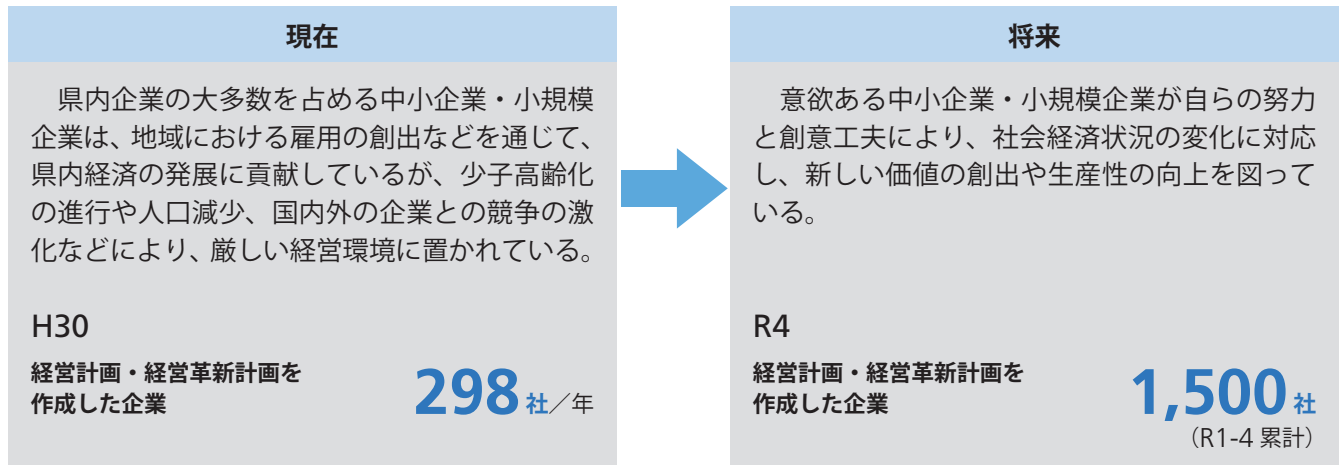 現在
県内企業の大多数を占める中小企業・小規模
企業は、地域における雇用の創出などを通じて、
県内経済の発展に貢献しているが、少子高齢化
の進行や人口減少、国内外の企業との競争の激
化などにより、厳しい経営環境に置かれている。
H30
経営計画・経営革新計画を
作成した企業
298社／年
将来
意欲ある中小企業・小規模企業が自らの努力
と創意工夫により、社会経済状況の変化に対応
し、新しい価値の創出や生産性の向上を図って
いる。
R4
経営計画・経営革新計画を
作成した企業
1,500社
（R1-4 累計）